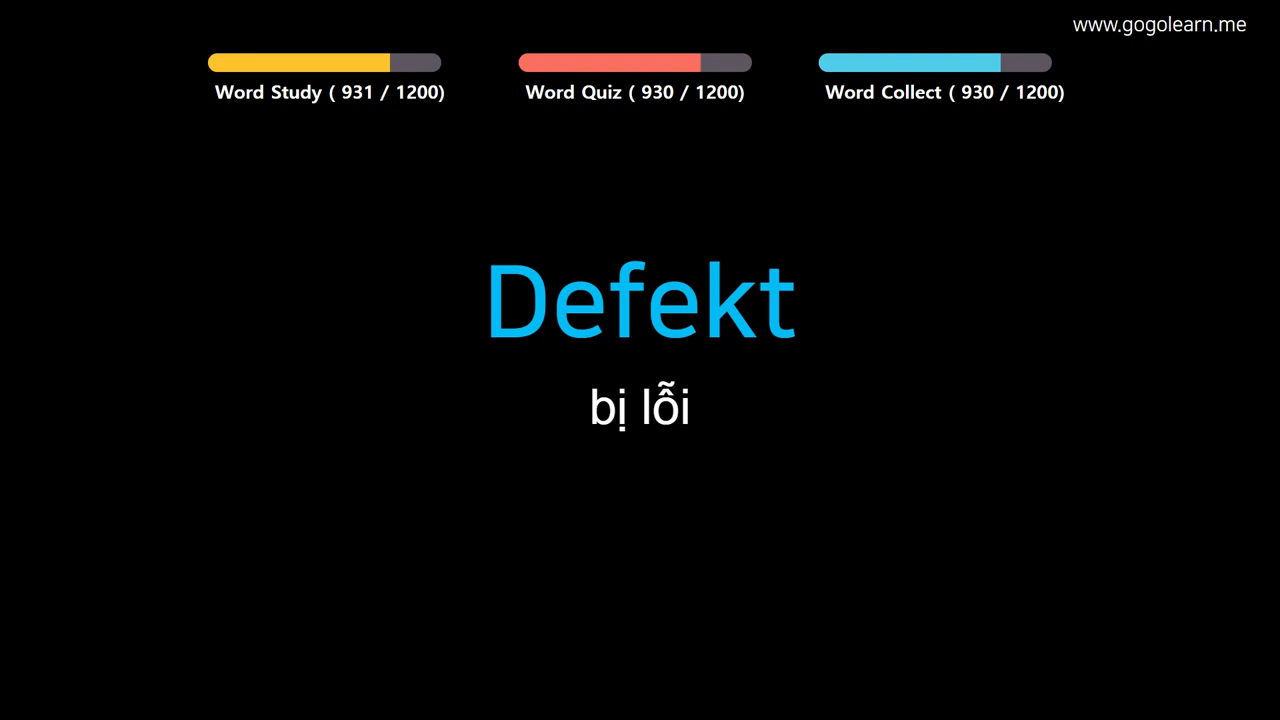 www.gogolearn.me
Word Study ( 931 / 1200)
Word Quiz ( 930 / 1200)
Word Collect ( 930 / 1200)
Defekt
bị lỗi